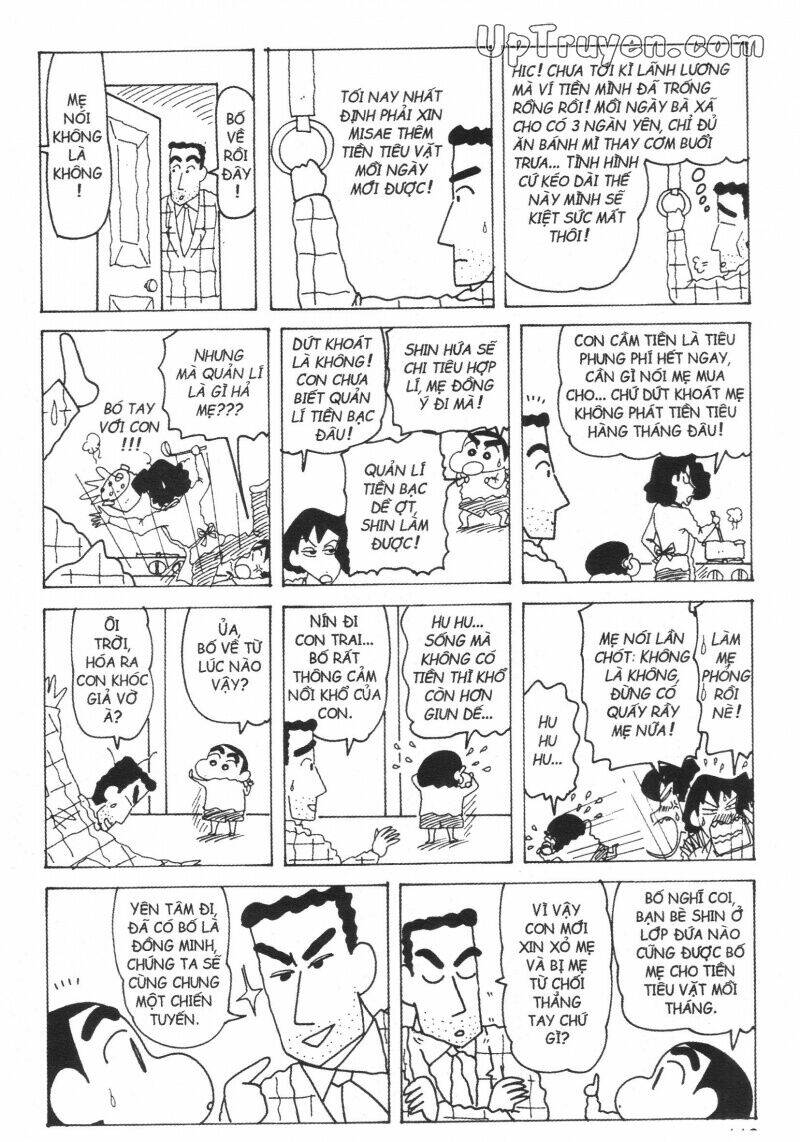 UpTruyen.com
HIC! CHƯA TỚI KÌ LÃNH LƯƠNG
MÀ VÍ TIỀN MÌNH ĐÃ TRỐNG
RỖNG RỒI! MỖI NGÀY BÀ XÃ
CHO CÓ 3 NGÀN YÊN, CHỈ ĐỦ
ĂN BÁNH MÌ THAY CƠM BUỔI
TRƯA... TÌNH HÌNH
CỨ KÉO DÀI THẾ
NÀY MÌNH SẼ
KIỆT SỨC MẤT
THÔI!
TỐI NAY NHẤT
ĐỊNH PHẢI XIN
MISAE THÊM
TIỀN TIÊU VẶT
MỖI NGÀY
MỚI ĐƯỢC!
BỐ
VỀ
RỒI
ĐÂY!
MẸ
NÓI
KHÔNG
LÀ
KHÔNG
!
CON CẦM TIỀN LÀ TIÊU
PHUNG PHÍ HẾT NGAY,
CẦN GÌ NÓI MẸ MUA
CHO... CHỨ DỨT KHOÁT MẸ
KHÔNG PHÁT TIỀN TIÊU
HÀNG THÁNG ĐÂU!
SHIN HỨA SẼ
CHI TIÊU HỢP
LÍ, MẸ ĐỒNG
Ý ĐI MÀ!
DỨT KHOÁT
LÀ KHÔNG!
CON CHƯA
BIẾT QUẢN
LÍ TIỀN BẠC
ĐÂU!
QUẢN LÍ
TIỀN BẠC
DỄ ỢT,
SHIN LÀM
ĐƯỢC!
NHƯNG
MÀ QUẢN LÍ
LÀ GÌ HẢ
MẸ???
BÓ TAY
VỚI CON
!!!
LÀM
MẸ
PHỎNG
RỒI
NÈ!
MẸ NÓI LẦN
CHÓT: KHÔNG
LÀ KHÔNG,
ĐỪNG CÓ
QUẤY RẦY
MẸ NỮA!
HU
HU
HU...
HU HU...
SỐNG MÀ
KHÔNG CÓ
TIỀN THÌ KHỔ
CÒN HƠN
GIUN DẾ...
NÍN ĐI
CON TRAI...
BỐ RẤT
THÔNG CẢM
NỖI KHỔ CỦA
CON.
ỦA,
BỐ VỀ TỪ
LÚC NÀO
VẬY?
ÔI
TRỜI,
HÓA RA
CON KHÓC
GIẢ VỜ
À?
BỐ NGHĨ COI,
BẠN BÈ SHIN Ở
LỚP ĐỨA NÀO
CŨNG ĐƯỢC BỐ
MẸ CHO TIỀN
TIÊU VẶT MỖI
THÁNG.
VÌ VẬY
CON MỚI
XIN XỎ MẸ
VÀ BỊ MẸ
TỪ CHỐI
THẲNG
TAY CHỨ
GÌ?
YÊN TÂM ĐI,
ĐÃ CÓ BỐ LÀ
ĐỒNG MINH,
CHÚNG TA SẼ
CÙNG CHUNG
MỘT CHIẾN
TUYẾN.